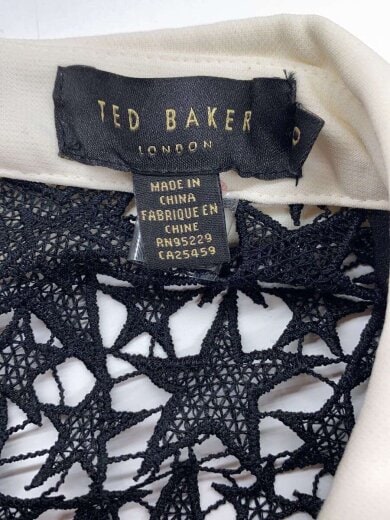 TED BAKER
LONDON
MADE IN
CHINA
FABRIQUE EN
CHINE
RN95229
CA25459